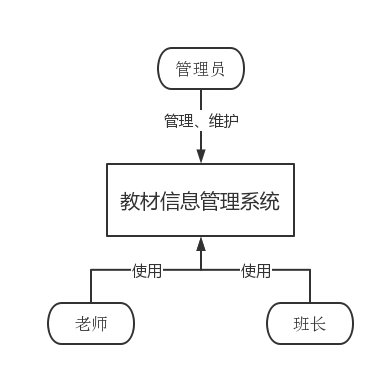 管理员
管理、维护
教材信息管理系统
使用
使用
老师
班长